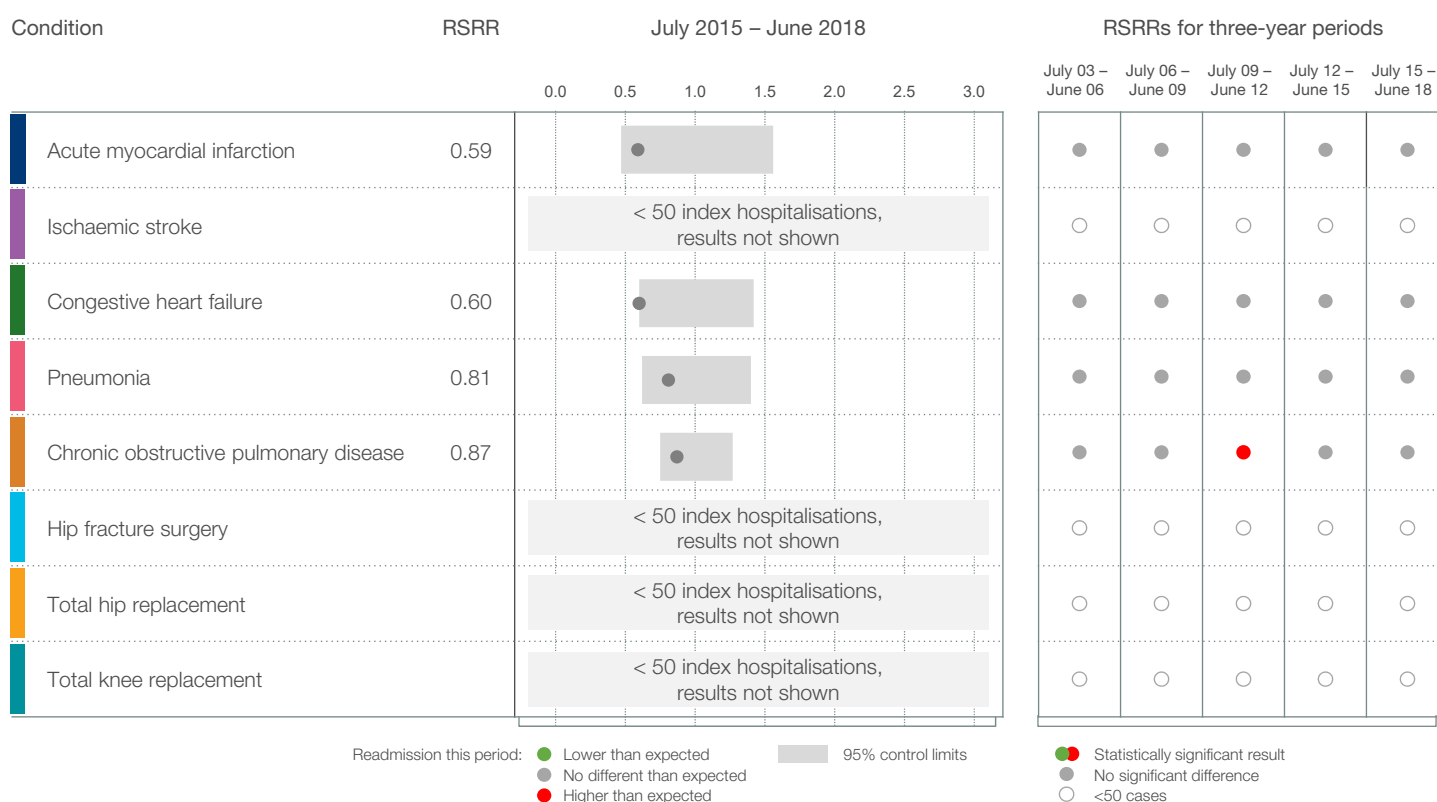 Condition
RSRR
July 2015 – June 2018
RSRRs for three-year periods
July 03 – June 06
July 06 – June 09
July 09 – June 12
July 12 – June 15
July 15 – June 18
0.0 0.5 1.0 1.5 2.0 2.5 3.0
Acute myocardial infarction 0.59
Ischaemic stroke
< 50 index hospitalisations,
results not shown
Congestive heart failure 0.60
Pneumonia 0.81
Chronic obstructive pulmonary disease 0.87
Hip fracture surgery
< 50 index hospitalisations,
results not shown
Total hip replacement
< 50 index hospitalisations,
results not shown
Total knee replacement
< 50 index hospitalisations,
results not shown
Readmission this period:
Lower than expected
No different than expected
Higher than expected
95% control limits
Statistically significant result
No significant difference
<50 cases